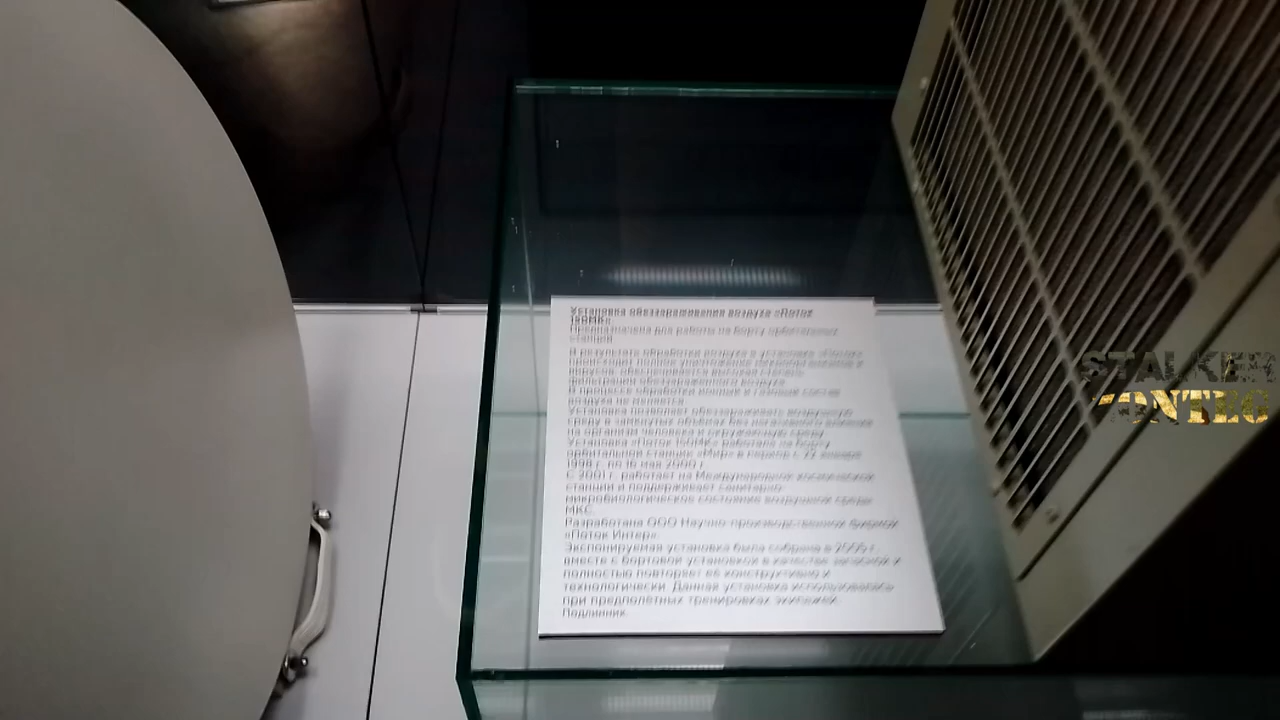 Установка обеззараживания воздуха «Поток
150МК»
Предназначена для работы на борту орбитальных
станций.
В результате обработки воздуха в установке «Поток»
происходит полное уничтожение микроорганизмов и
вирусов, обеспечивается высокая степень
фильтрации обеззараженного воздуха.
В процессе обработки ионный и газовый состав
воздуха не меняется.
Установка позволяет обеззараживать воздушную
среду в замкнутых объёмах без негативного влияния
на организм человека и окружающую среду.
Установка «Поток 150МК» работала на борту
орбитальной станции «Мир» в период с 22 января
1998 г. по 16 мая 2000 г.
С 2001 г. работает на Международной космической
станции и поддерживает санитарно-
микробиологическое состояние воздушной среды
МКС.
Разработана ООО Научно-производственной фирмой
«Поток Интер».
Экспонируемая установка была собрана в 2005 г.
вместе с бортовой установкой в качестве запасной и
полностью повторяет её конструктивно и
технологически. Данная установка использовалась
при предполётных тренировках экипажей.
Подлинник.
STALKER